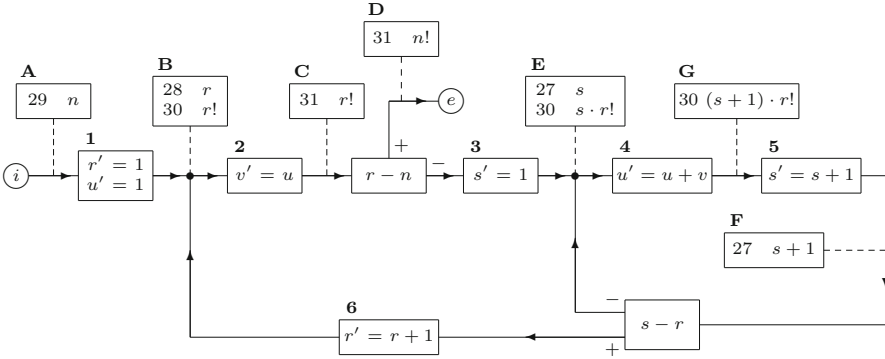 D
31 n!
A
29 n
B
28 r
30 r!
C
31 r!
E
27 s
30 s · r!
G
30 (s + 1) · r!
e
i
1
r′ = 1
u′ = 1
2
v′ = u
+
r − n
−
3
s′ = 1
4
u′ = u + v
5
s′ = s + 1
F
27 s + 1
6
r′ = r + 1
−
s − r
+